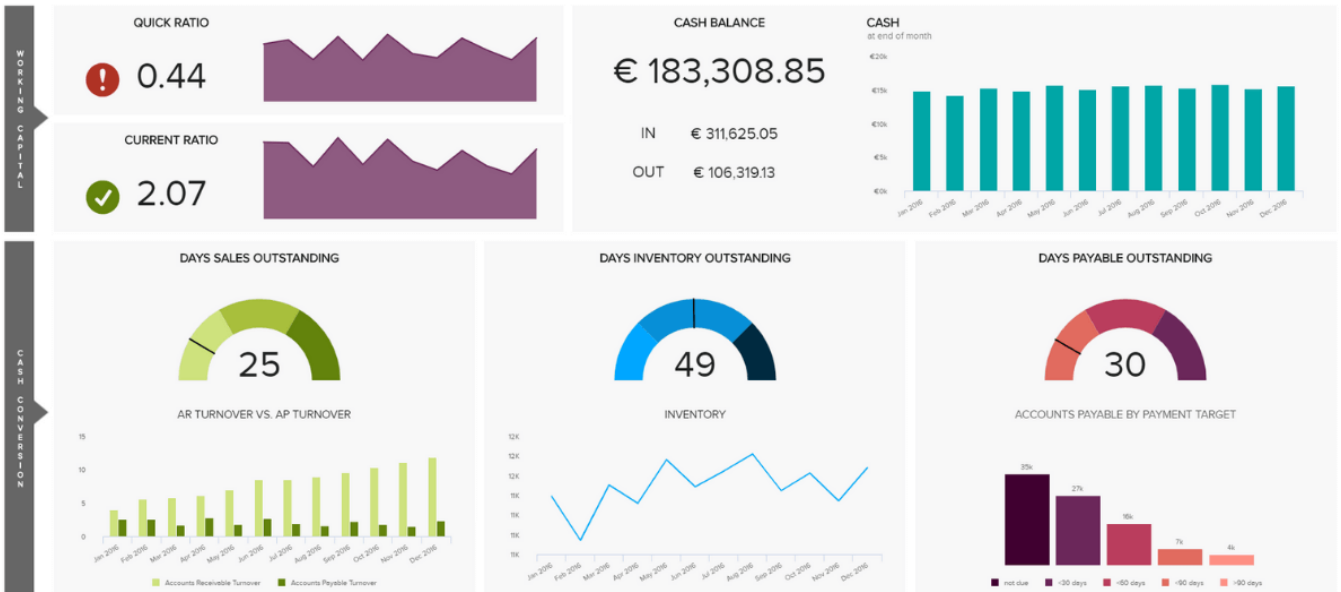 WORKING CAPITAL
QUICK RATIO
0.44
CURRENT RATIO
2.07
CASH BALANCE
€ 183,308.85
IN € 311,625.05
OUT € 106,319.13
CASH
at end of month
€20k
€15k
€10k
€5k
€0k
Jan 2016 Feb 2016 Mar 2016 Apr 2016 May 2016 Jun 2016 Jul 2016 Aug 2016 Sep 2016 Oct 2016 Nov 2016 Dec 2016
CASH CONVERSION
DAYS SALES OUTSTANDING
25
AR TURNOVER VS. AP TURNOVER
15
10
5
0
Jan 2016 Feb 2016 Mar 2016 Apr 2016 May 2016 Jun 2016 Jul 2016 Aug 2016 Sep 2016 Oct 2016 Nov 2016 Dec 2016
Accounts Receivable Turnover Accounts Payable Turnover
DAYS INVENTORY OUTSTANDING
49
INVENTORY
12K
12K
12K
11K
11K
11K
11K
Jan 2016 Feb 2016 Mar 2016 Apr 2016 May 2016 Jun 2016 Jul 2016 Aug 2016 Sep 2016 Oct 2016 Nov 2016 Dec 2016
DAYS PAYABLE OUTSTANDING
30
ACCOUNTS PAYABLE BY PAYMENT TARGET
35k
27k
16k
7k
4k
not due <30 days <60 days <90 days >90 days